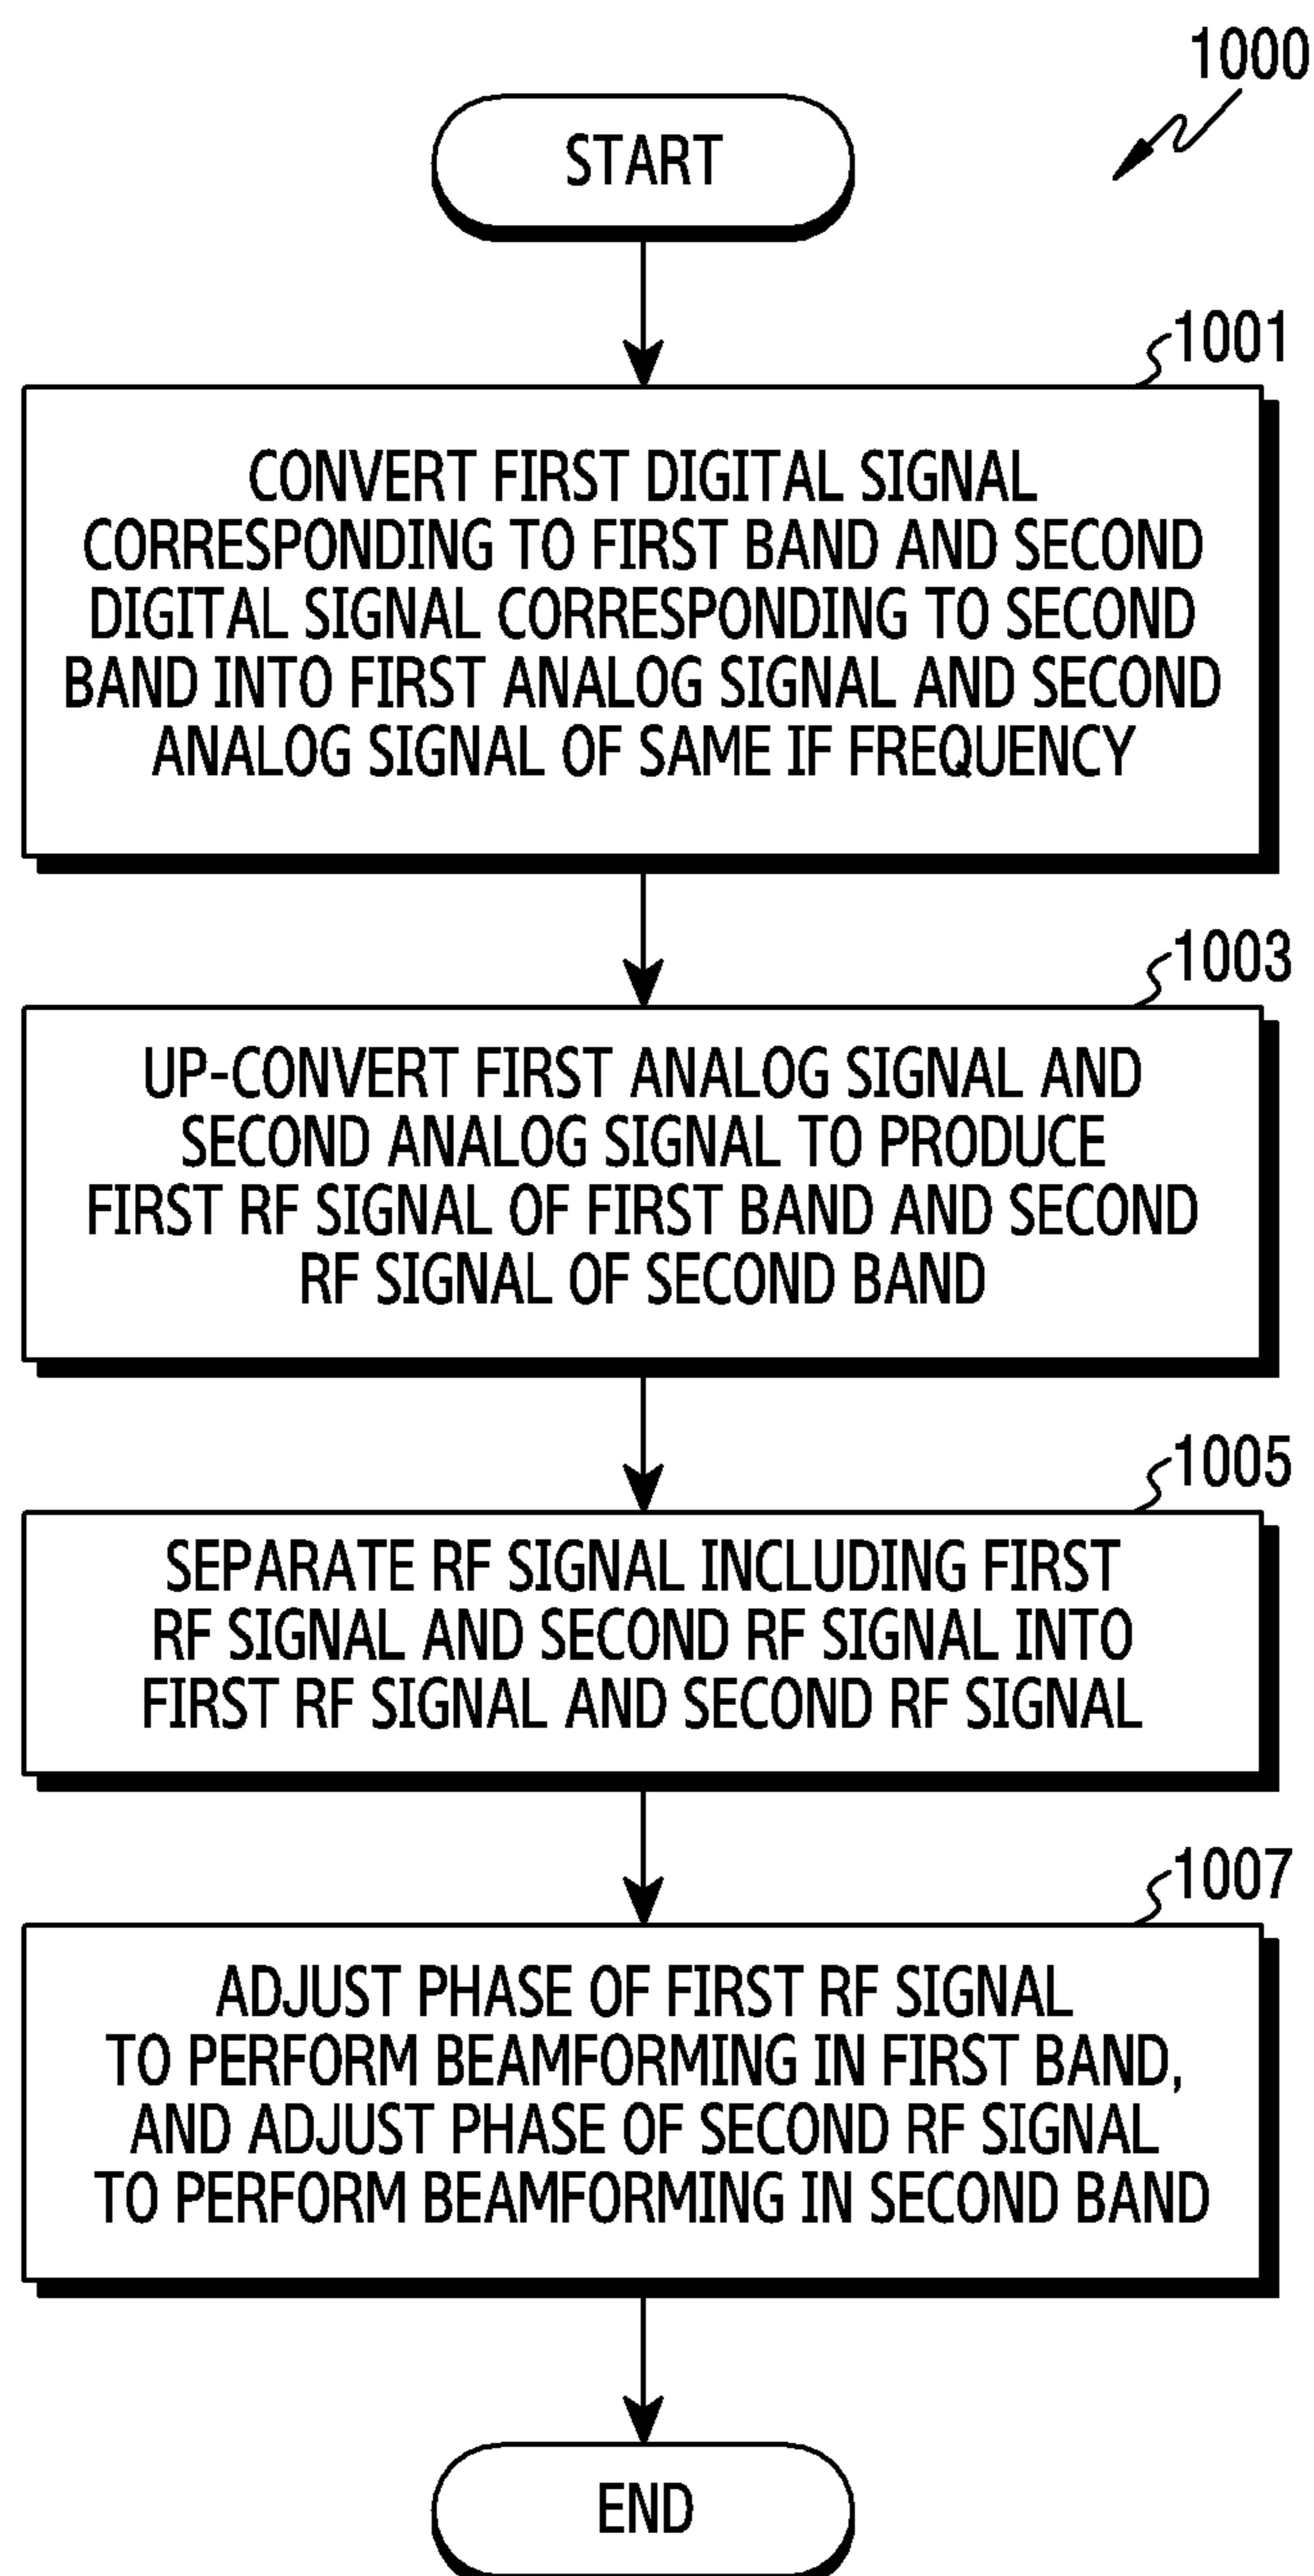 1000
START
1001
CONVERT FIRST DIGITAL SIGNAL
CORRESPONDING TO FIRST BAND AND SECOND
DIGITAL SIGNAL CORRESPONDING TO SECOND
BAND INTO FIRST ANALOG SIGNAL AND SECOND
ANALOG SIGNAL OF SAME IF FREQUENCY
1003
UP-CONVERT FIRST ANALOG SIGNAL AND
SECOND ANALOG SIGNAL TO PRODUCE
FIRST RF SIGNAL OF FIRST BAND AND SECOND
RF SIGNAL OF SECOND BAND
1005
SEPARATE RF SIGNAL INCLUDING FIRST
RF SIGNAL AND SECOND RF SIGNAL INTO
FIRST RF SIGNAL AND SECOND RF SIGNAL
1007
ADJUST PHASE OF FIRST RF SIGNAL
TO PERFORM BEAMFORMING IN FIRST BAND,
AND ADJUST PHASE OF SECOND RF SIGNAL
TO PERFORM BEAMFORMING IN SECOND BAND
END